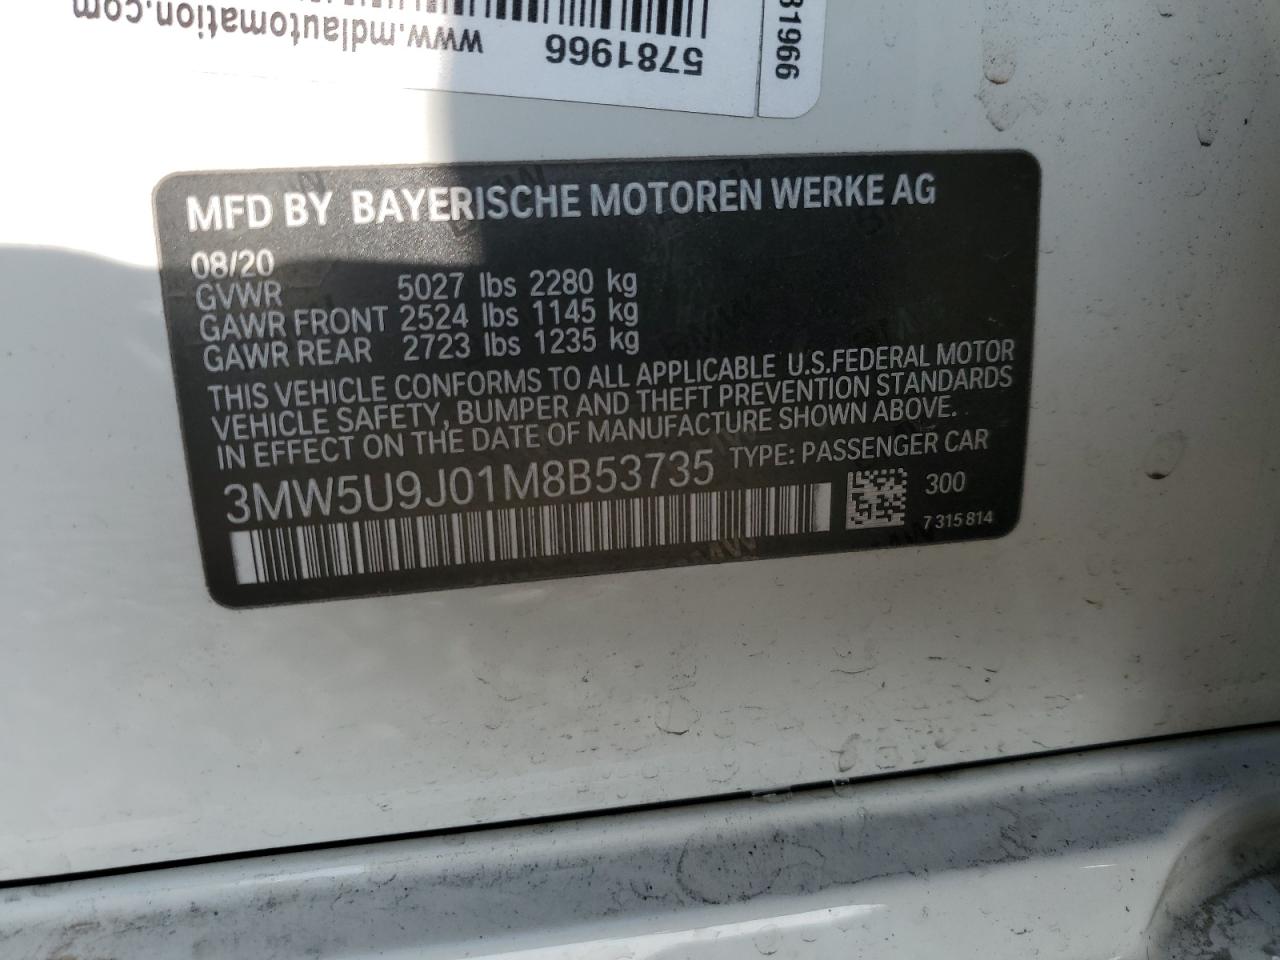 www.mdlautomation.com
5781966
81966
MFD BY BAYERISCHE MOTOREN WERKE AG
08/20
GVWR 5027 lbs 2280 kg
GAWR FRONT 2524 lbs 1145 kg
GAWR REAR 2723 lbs 1235 kg
THIS VEHICLE CONFORMS TO ALL APPLICABLE U.S.FEDERAL MOTOR
VEHICLE SAFETY, BUMPER AND THEFT PREVENTION STANDARDS
IN EFFECT ON THE DATE OF MANUFACTURE SHOWN ABOVE.
3MW5U9J01M8B53735 TYPE: PASSENGER CAR
300
7 315 814